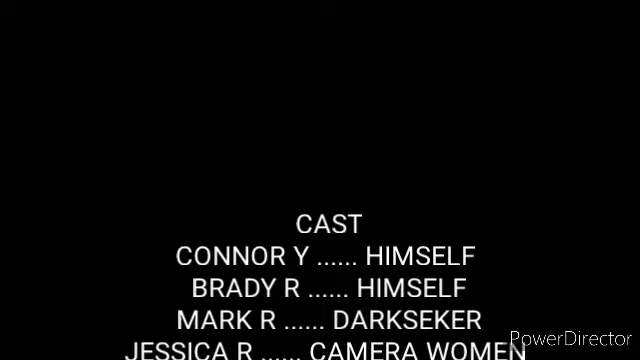 CAST
CONNOR Y ...... HIMSELF
BRADY R ...... HIMSELF
MARK R ...... DARKSEKER
JESSICA R ...... CAMERA WOMEN
PowerDirector